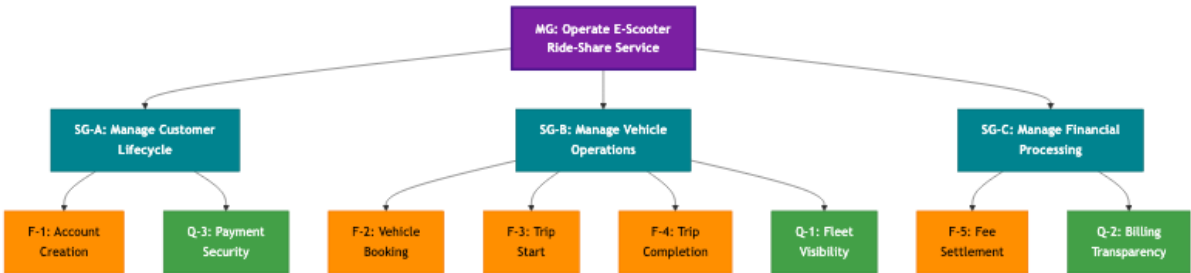 MG: Operate E-Scooter
Ride-Share Service
SG-A: Manage Customer
Lifecycle
SG-B: Manage Vehicle
Operations
SG-C: Manage Financial
Processing
F-1: Account
Creation
Q-3: Payment
Security
F-2: Vehicle
Booking
F-3: Trip
Start
F-4: Trip
Completion
Q-1: Fleet
Visibility
F-5: Fee
Settlement
Q-2: Billing
Transparency